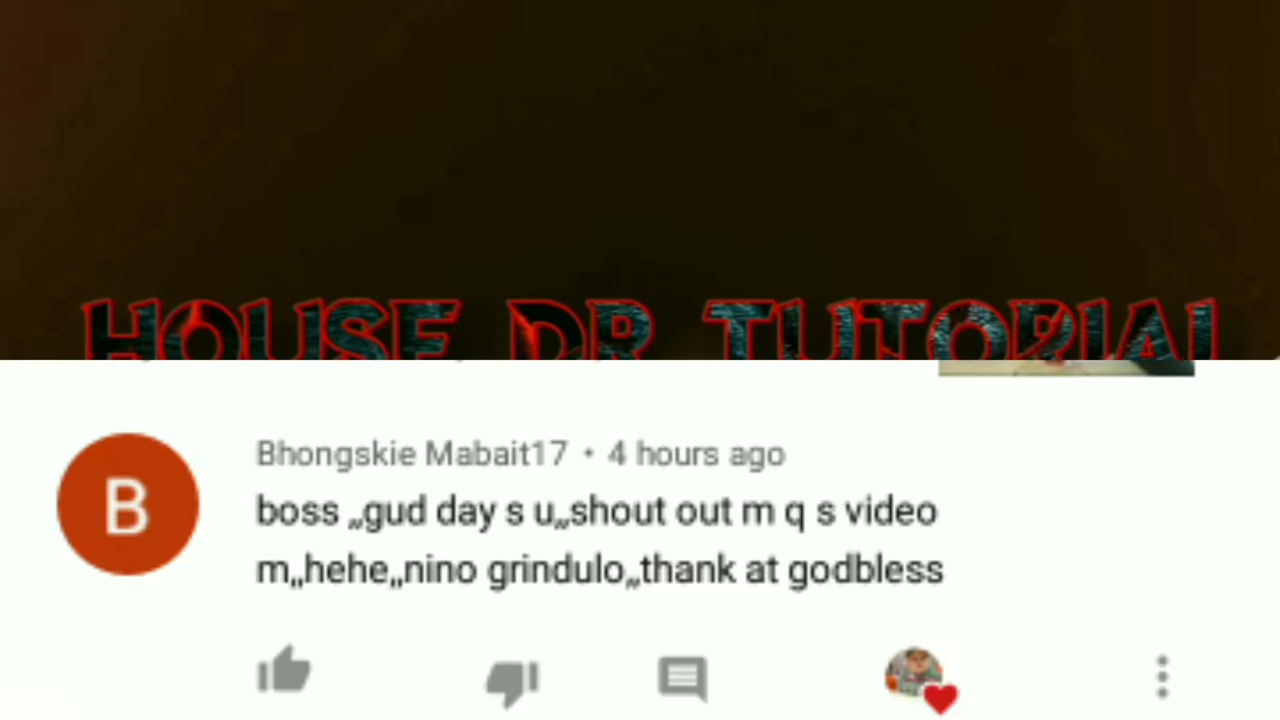 HOUSE DR TUTORIAL
B
Bhongskie Mabait17 • 4 hours ago
boss ,,gud day s u,,shout out m q s video
m,,hehe,,nino grindulo,,thank at godbless